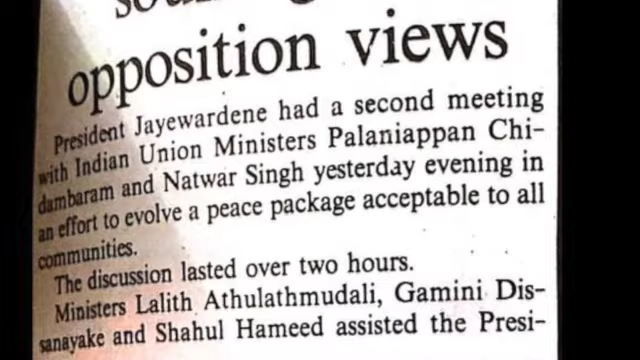 opposition views
President Jayewardene had a second meeting
with Indian Union Ministers Palaniappan Chi-
dambaram and Natwar Singh yesterday evening in
an effort to evolve a peace package acceptable to all
communities.
The discussion lasted over two hours.
Ministers Lalith Athulathmudali, Gamini Dis-
sanayake and Shahul Hameed assisted the Presi-